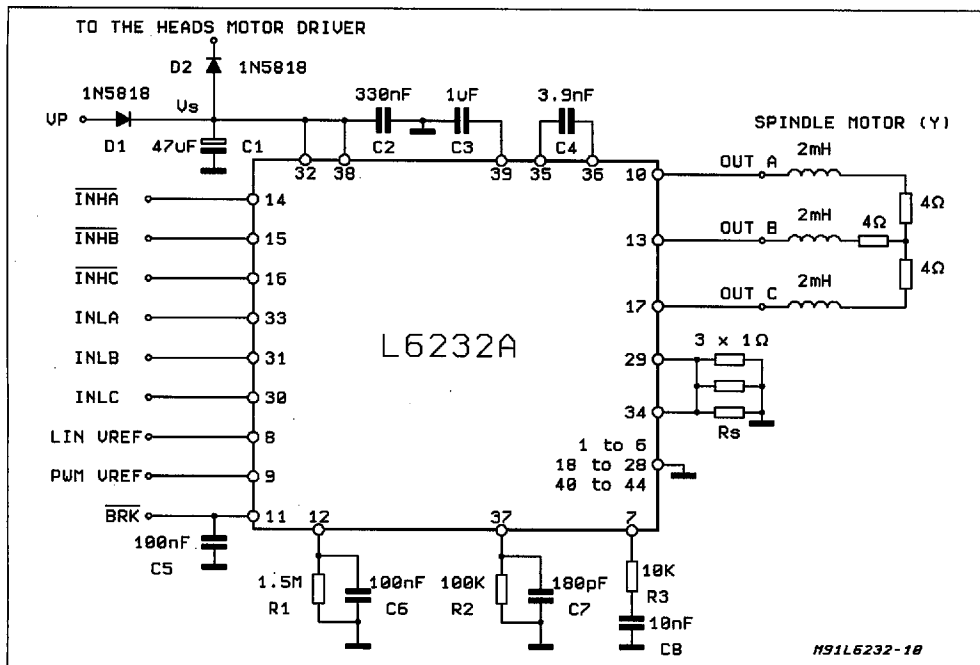 TO THE HEADS MOTOR DRIVER
D2 1N5818
1N5818 Vs 330nF 1uF 3.9nF
VP
D1 47uF C1 C2 C3 C4
SPINDLE MOTOR (Y)
32 38 39 35 36
INHA 14
INHB 15
INHC 16
INLA 33
INLB 31
INLC 30
LIN VREF 8
PWM VREF 9
BRK 11
L6232A
10 OUT A 2mH 4Ω
13 OUT B 2mH 4Ω
17 OUT C 2mH 4Ω
29 3 x 1Ω
34 Rs
1 to 6
18 to 28
40 to 44
12 37 7
100nF
C5
1.5M 100nF
R1 C6
100K 180pF
R2 C7
10K
R3
10nF
C8
M91L6232-10